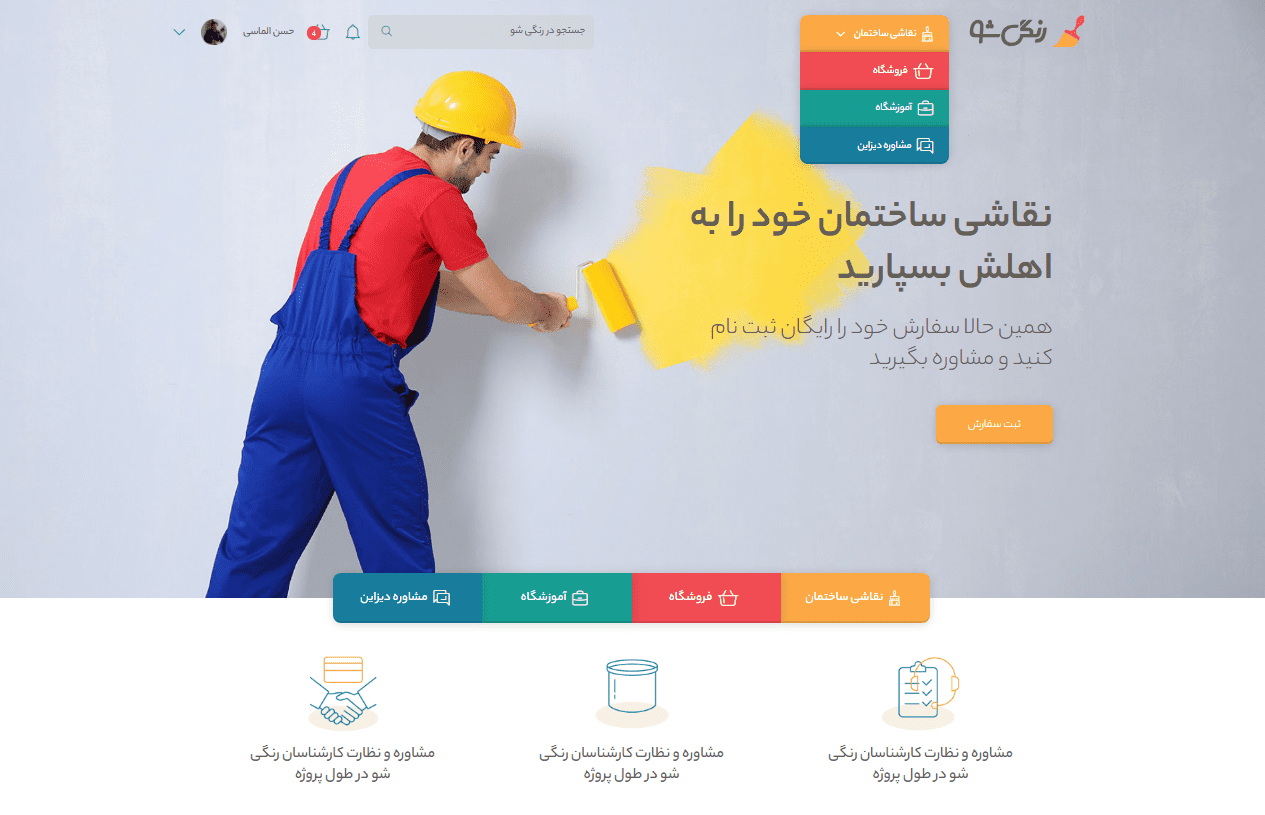 رنگی شو
نقاشی ساختمان
فروشگاه
آموزشگاه
مشاوره دیزاین
جستجو در رنگی شو
4
حسن الماسی
نقاشی ساختمان خود را به
اهلش بسپارید
همین حالا سفارش خود را رایگان ثبت نام
کنید و مشاوره بگیرید
ثبت سفارش
نقاشی ساختمان
فروشگاه
آموزشگاه
مشاوره دیزاین
مشاوره و نظارت کارشناسان رنگی
شو در طول پروژه
مشاوره و نظارت کارشناسان رنگی
شو در طول پروژه
مشاوره و نظارت کارشناسان رنگی
شو در طول پروژه